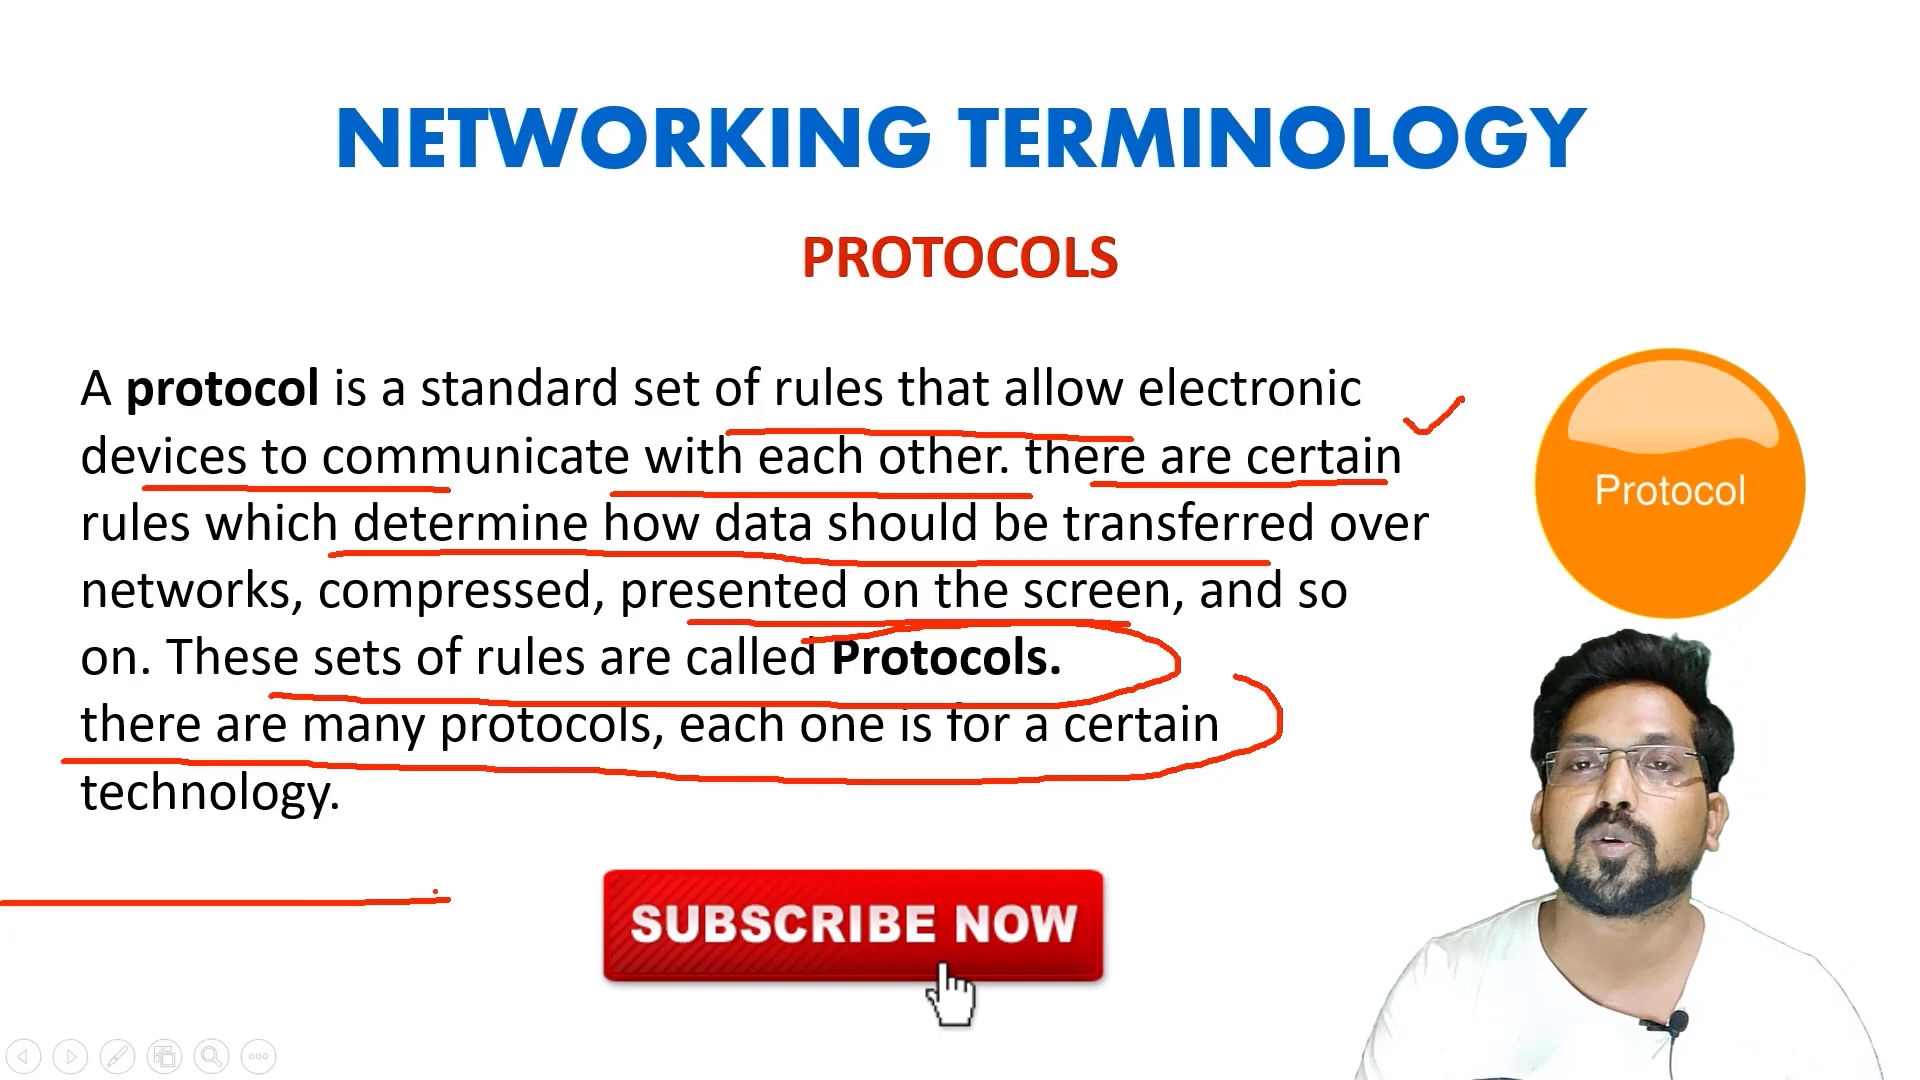 NETWORKING TERMINOLOGY
PROTOCOLS
A protocol is a standard set of rules that allow electronic
devices to communicate with each other. there are certain
rules which determine how data should be transferred over
networks, compressed, presented on the screen, and so
on. These sets of rules are called Protocols.
there are many protocols, each one is for a certain
technology.
Protocol
SUBSCRIBE NOW